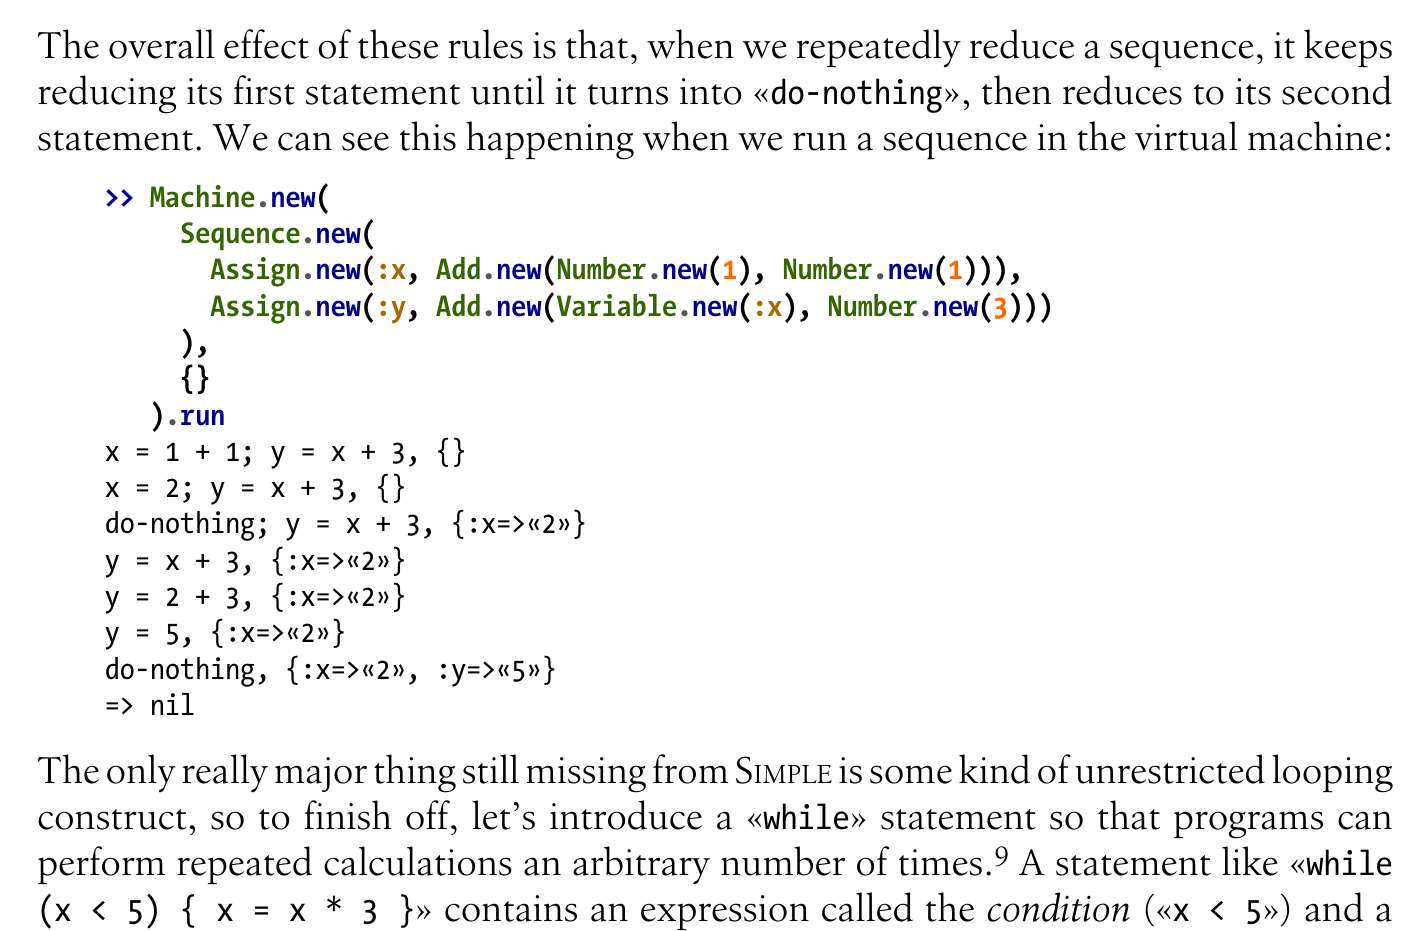 The overall effect of these rules is that, when we repeatedly reduce a sequence, it keeps
reducing its first statement until it turns into «do-nothing», then reduces to its second
statement. We can see this happening when we run a sequence in the virtual machine:
>> Machine.new(
     Sequence.new(
       Assign.new(:x, Add.new(Number.new(1), Number.new(1))),
       Assign.new(:y, Add.new(Variable.new(:x), Number.new(3)))
     ),
     {}
   ).run
x = 1 + 1; y = x + 3, {}
x = 2; y = x + 3, {}
do-nothing; y = x + 3, {:x=>«2»}
y = x + 3, {:x=>«2»}
y = 2 + 3, {:x=>«2»}
y = 5, {:x=>«2»}
do-nothing, {:x=>«2», :y=>«5»}
=> nil
The only really major thing still missing from SIMPLE is some kind of unrestricted looping
construct, so to finish off, let’s introduce a «while» statement so that programs can
perform repeated calculations an arbitrary number of times.⁹ A statement like «while
(x < 5) { x = x * 3 }» contains an expression called the condition («x < 5») and a